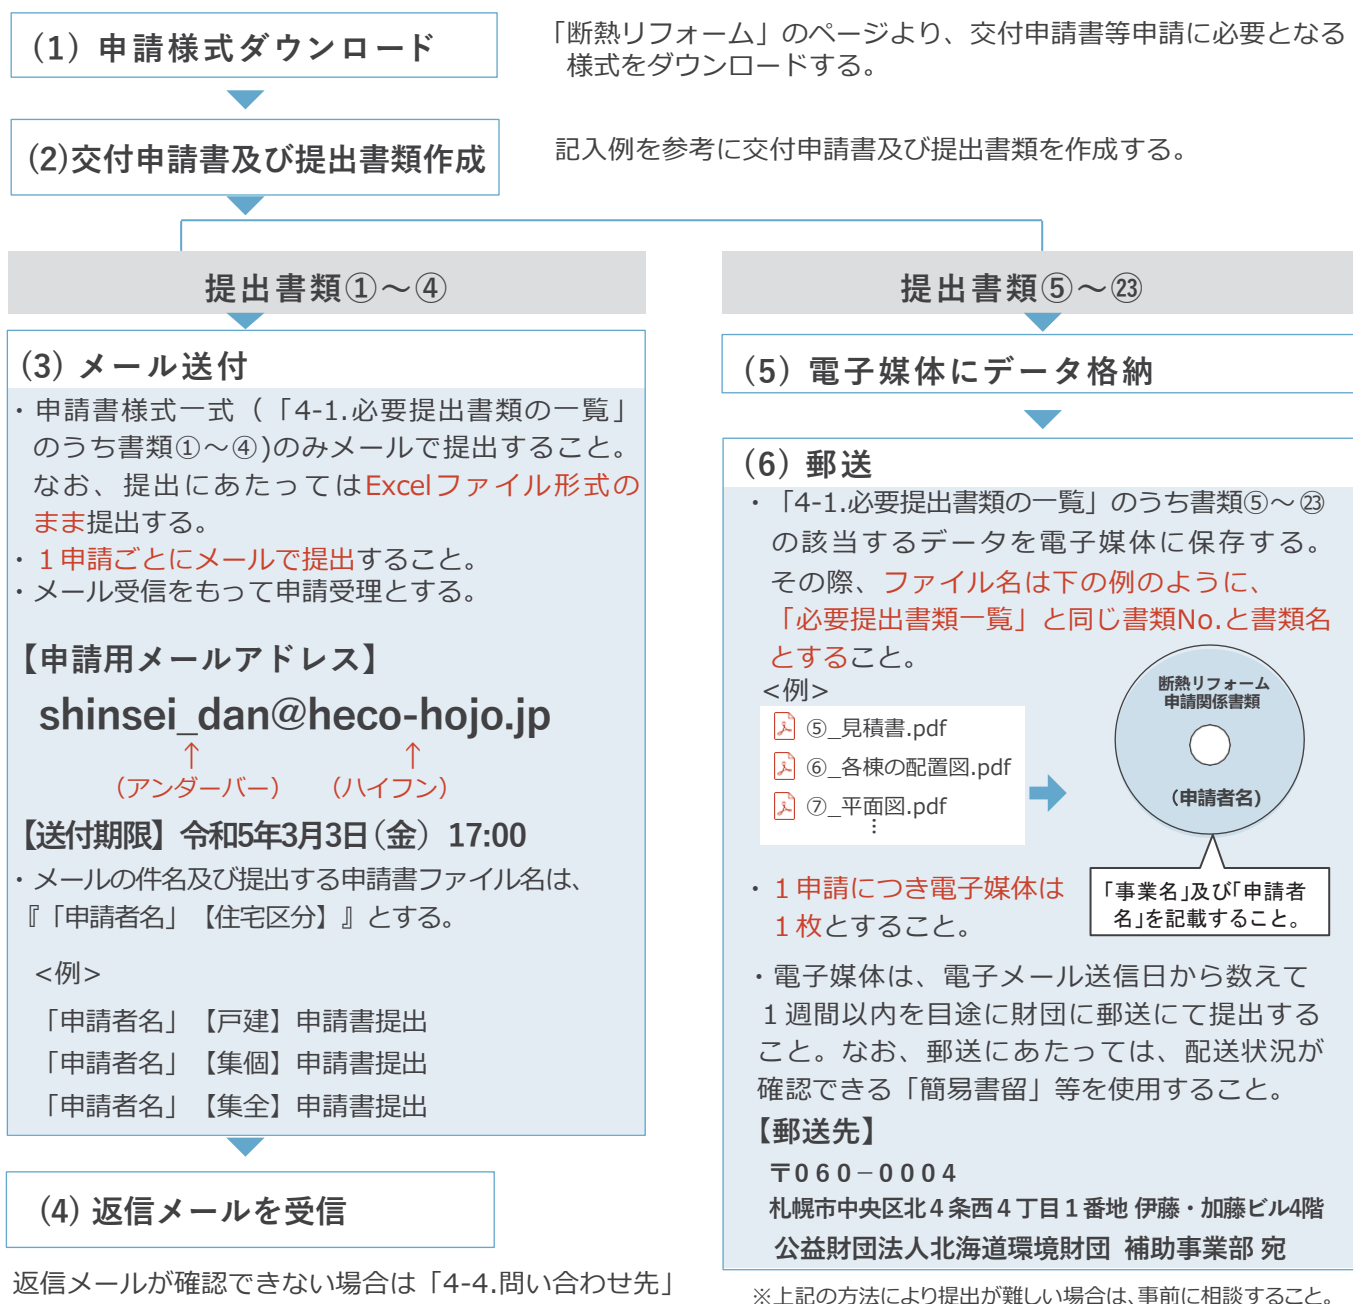 (1) 申請様式ダウンロード
「断熱リフォーム」のページより、交付申請書等申請に必要となる
様式をダウンロードする。
(2)交付申請書及び提出書類作成
記入例を参考に交付申請書及び提出書類を作成する。
提出書類①～④
(3) メール送付
・申請書様式一式（「4-1.必要提出書類の一覧」
のうち書類①～④)のみメールで提出すること。
なお、提出にあたってはExcelファイル形式の
まま提出する。
・１申請ごとにメールで提出すること。
・メール受信をもって申請受理とする。
【申請用メールアドレス】
shinsei_dan@heco-hojo.jp
↑ ↑
（アンダーバー） （ハイフン）
【送付期限】令和5年3月3日（金）17:00
・メールの件名及び提出する申請書ファイル名は、
『「申請者名」【住宅区分】』とする。
<例>
「申請者名」【戸建】申請書提出
「申請者名」【集個】申請書提出
「申請者名」【集全】申請書提出
(4) 返信メールを受信
返信メールが確認できない場合は「4-4.問い合わせ先」
提出書類⑤～㉓
(5) 電子媒体にデータ格納
(6) 郵送
・「4-1.必要提出書類の一覧」のうち書類⑤～㉓
の該当するデータを電子媒体に保存する。
その際、ファイル名は下の例のように、
「必要提出書類一覧」と同じ書類No.と書類名
とすること。
<例>
⑤_見積書.pdf
⑥_各棟の配置図.pdf
⑦_平面図.pdf
⋮
断熱リフォーム
申請関係書類
（申請者名）
「事業名」及び「申請者
名」を記載すること。
・１申請につき電子媒体は
１枚とすること。
・電子媒体は、電子メール送信日から数えて
１週間以内を目途に財団に郵送にて提出する
こと。なお、郵送にあたっては、配送状況が
確認できる「簡易書留」等を使用すること。
【郵送先】
〒０６０－０００４
札幌市中央区北４条西４丁目１番地 伊藤・加藤ビル4階
公益財団法人北海道環境財団 補助事業部 宛
※上記の方法により提出が難しい場合は、事前に相談すること。